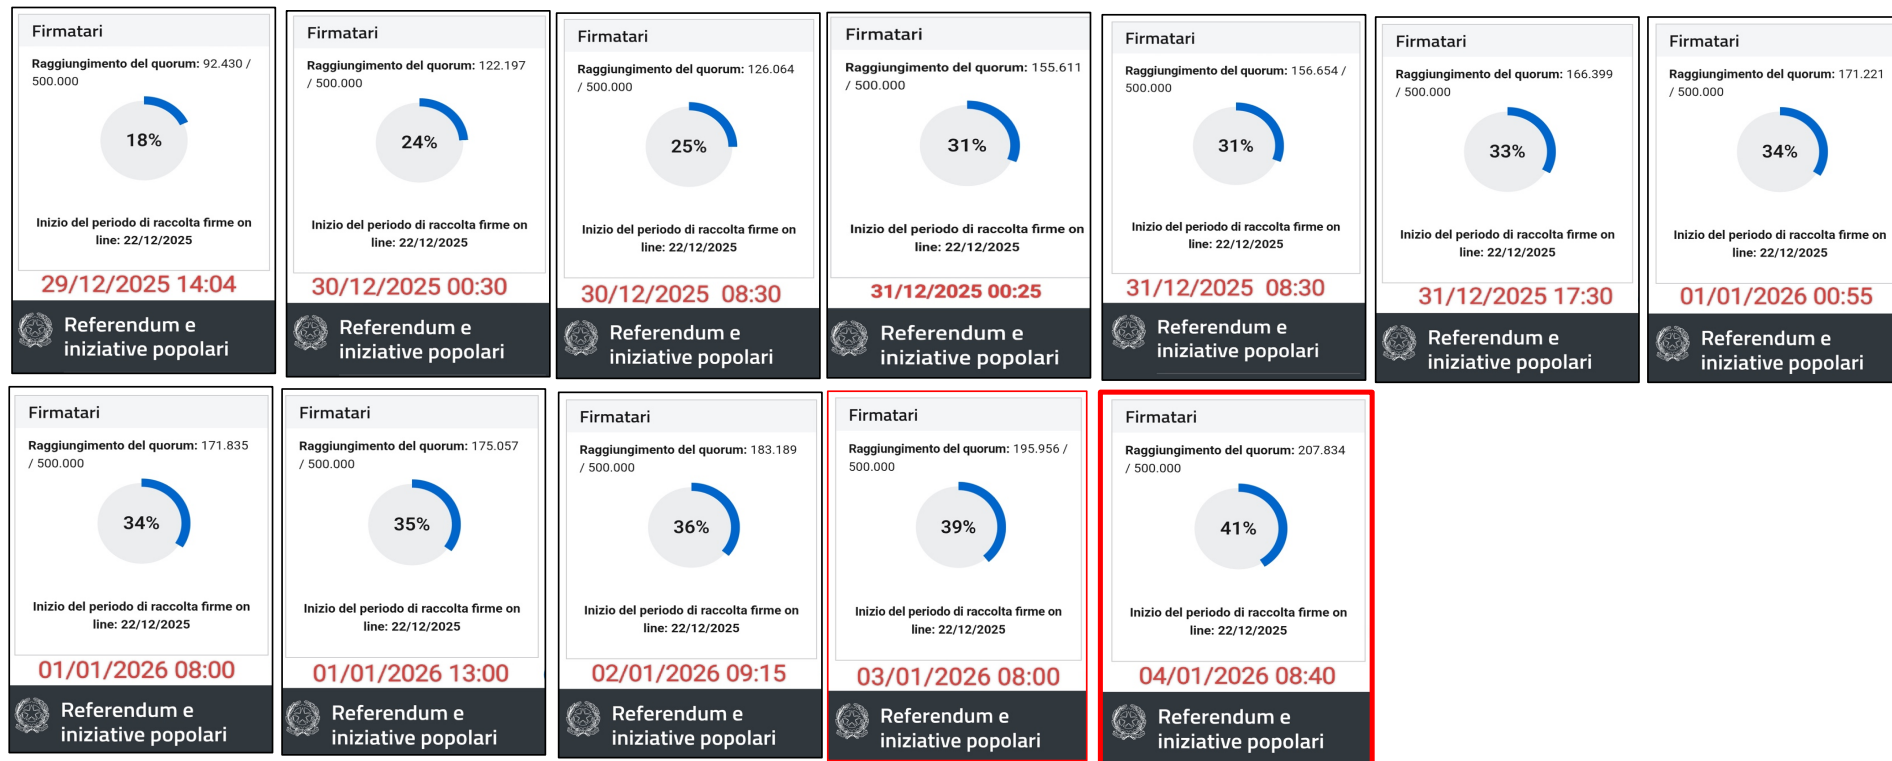 Firmatari
Raggiungimento del quorum: 92.430 /
500.000
18%
Inizio del periodo di raccolta firme on
line: 22/12/2025
29/12/2025 14:04
Referendum e
iniziative popolari
Firmatari
Raggiungimento del quorum: 122.197
/ 500.000
24%
Inizio del periodo di raccolta firme on
line: 22/12/2025
30/12/2025 00:30
Referendum e
iniziative popolari
Firmatari
Raggiungimento del quorum: 126.064
/ 500.000
25%
Inizio del periodo di raccolta firme on
line: 22/12/2025
30/12/2025 08:30
Referendum e
iniziative popolari
Firmatari
Raggiungimento del quorum: 155.611
/ 500.000
31%
Inizio del periodo di raccolta firme on
line: 22/12/2025
31/12/2025 00:25
Referendum e
iniziative popolari
Firmatari
Raggiungimento del quorum: 156.654 /
500.000
31%
Inizio del periodo di raccolta firme on
line: 22/12/2025
31/12/2025 08:30
Referendum e
iniziative popolari
Firmatari
Raggiungimento del quorum: 166.399
/ 500.000
33%
Inizio del periodo di raccolta firme on
line: 22/12/2025
31/12/2025 17:30
Referendum e
iniziative popolari
Firmatari
Raggiungimento del quorum: 171.221
/ 500.000
34%
Inizio del periodo di raccolta firme on
line: 22/12/2025
01/01/2026 00:55
Referendum e
iniziative popolari
Firmatari
Raggiungimento del quorum: 171.835
/ 500.000
34%
Inizio del periodo di raccolta firme on
line: 22/12/2025
01/01/2026 08:00
Referendum e
iniziative popolari
Firmatari
Raggiungimento del quorum: 175.057
/ 500.000
35%
Inizio del periodo di raccolta firme on
line: 22/12/2025
01/01/2026 13:00
Referendum e
iniziative popolari
Firmatari
Raggiungimento del quorum: 183.189
/ 500.000
36%
Inizio del periodo di raccolta firme on
line: 22/12/2025
02/01/2026 09:15
Referendum e
iniziative popolari
Firmatari
Raggiungimento del quorum: 195.956 /
500.000
39%
Inizio del periodo di raccolta firme on
line: 22/12/2025
03/01/2026 08:00
Referendum e
iniziative popolari
Firmatari
Raggiungimento del quorum: 207.834
/ 500.000
41%
Inizio del periodo di raccolta firme on
line: 22/12/2025
04/01/2026 08:40
Referendum e
iniziative popolari